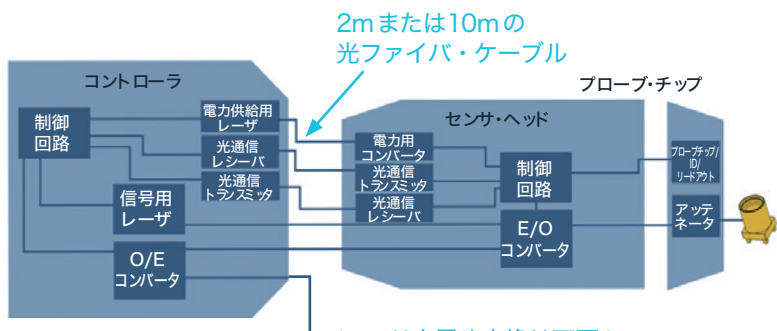 2mまたは10mの
光ファイバ・ケーブル
コントローラ
プローブ・チップ
センサ・ヘッド
制御
回路
電力供給用
レーザ
光通信
レシーバ
光通信
トランスミッタ
信号用
レーザ
O/E
コンバータ
電力用
コンバータ
光通信
トランスミッタ
光通信
レシーバ
制御
回路
E/O
コンバータ
プローブチップ/
ID/
リードアウト
アッテ
ネータ